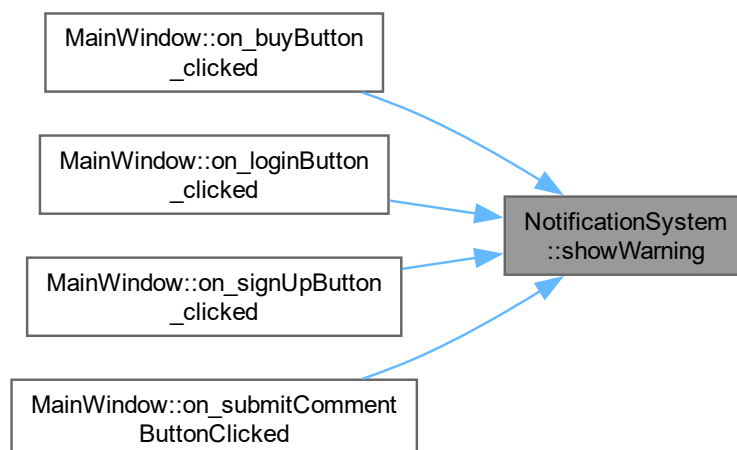 MainWindow::on_buyButton
_clicked
MainWindow::on_loginButton
_clicked
NotificationSystem
::showWarning
MainWindow::on_signUpButton
_clicked
MainWindow::on_submitComment
ButtonClicked